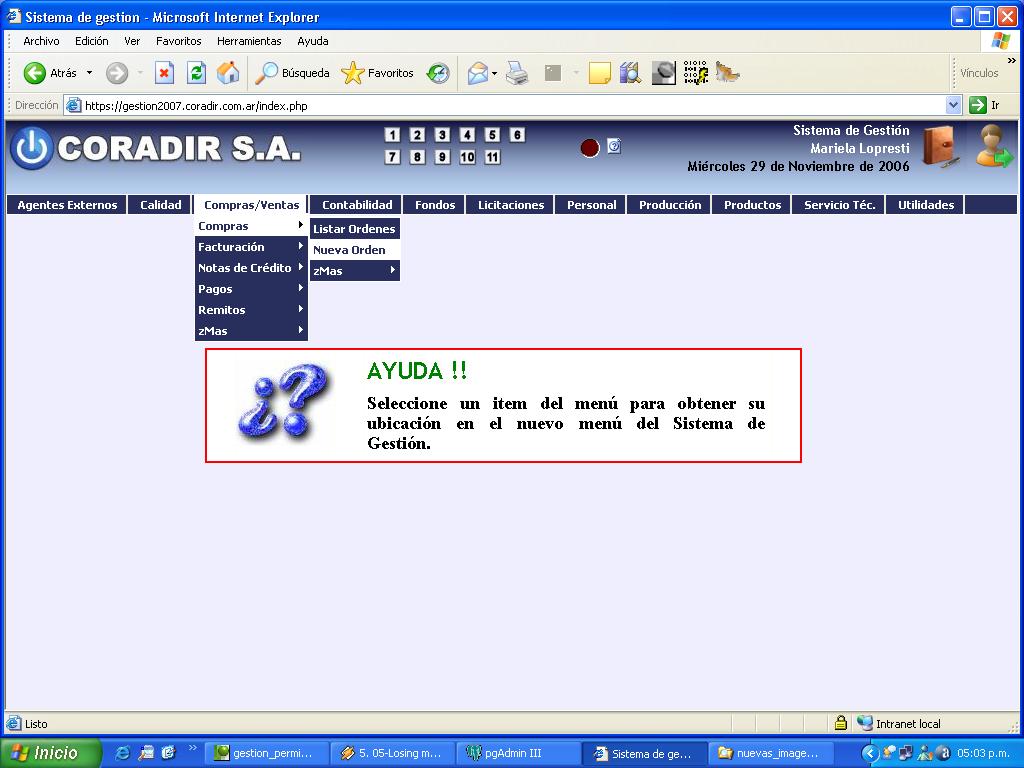 Sistema de gestion - Microsoft Internet Explorer
Archivo Edición Ver Favoritos Herramientas Ayuda
Atrás Búsqueda Favoritos Vínculos »
Dirección https://gestion2007.coradir.com.ar/index.php Ir
CORADIR S.A.
1 2 3 4 5 6
7 8 9 10 11
Sistema de Gestión
Mariela Lopresti
Miércoles 29 de Noviembre de 2006
Agentes Externos Calidad Compras/Ventas Contabilidad Fondos Licitaciones Personal Producción Productos Servicio Téc. Utilidades
Compras
Facturación
Notas de Crédito
Pagos
Remitos
zMas
Listar Ordenes
Nueva Orden
zMas
¿?
AYUDA !!
Seleccione un item del menú para obtener su
ubicación en el nuevo menú del Sistema de
Gestión.
Listo Intranet local
Inicio » gestion_permi... 5. 05-Losing m... pgAdmin III Sistema de ge... nuevas_image... 05:03 p.m.